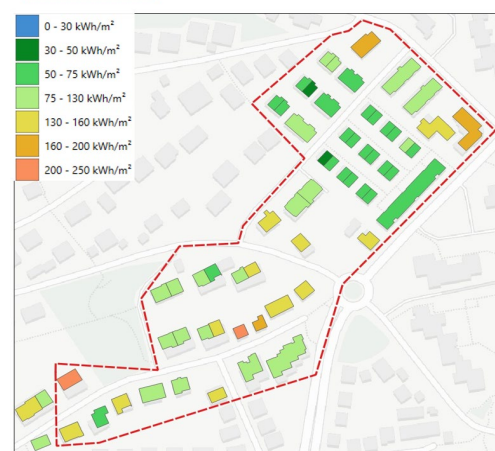 0 - 30 kWh/m²
30 - 50 kWh/m²
50 - 75 kWh/m²
75 - 130 kWh/m²
130 - 160 kWh/m²
160 - 200 kWh/m²
200 - 250 kWh/m²